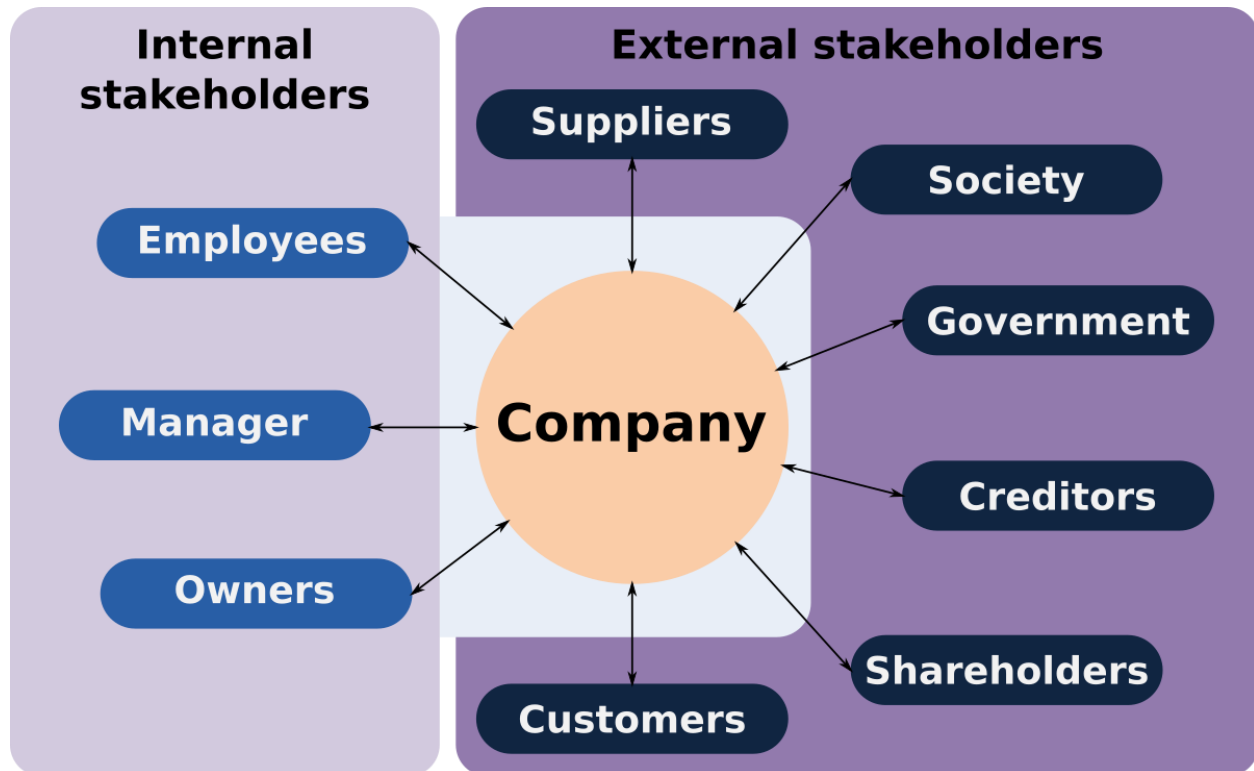 Internal
stakeholders
Employees
Manager
Owners
Company
External stakeholders
Suppliers
Society
Government
Creditors
Shareholders
Customers